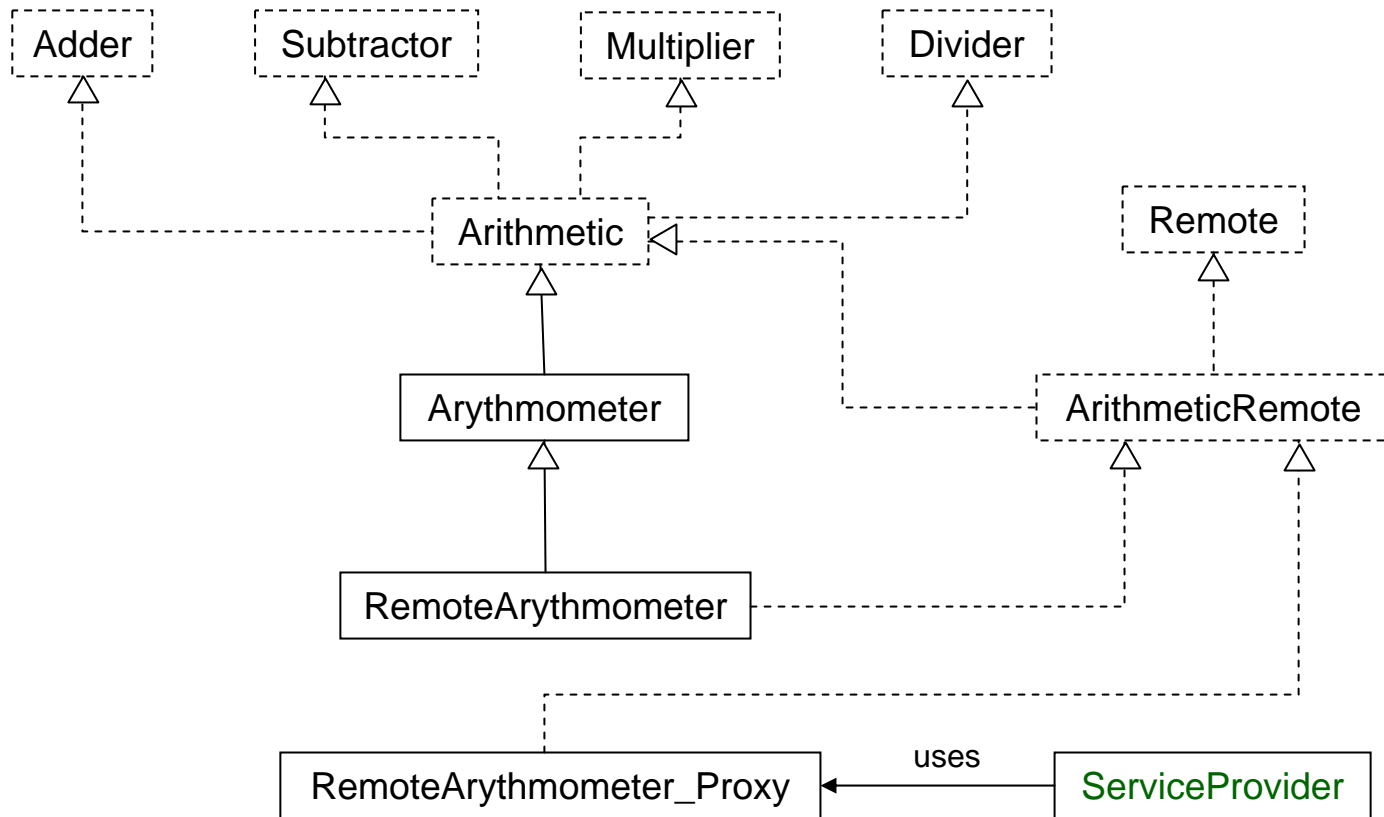 Adder
Subtractor
Multiplier
Divider
Arithmetic
Remote
Arythmometer
ArithmeticRemote
RemoteArythmometer
RemoteArythmometer_Proxy
uses
ServiceProvider